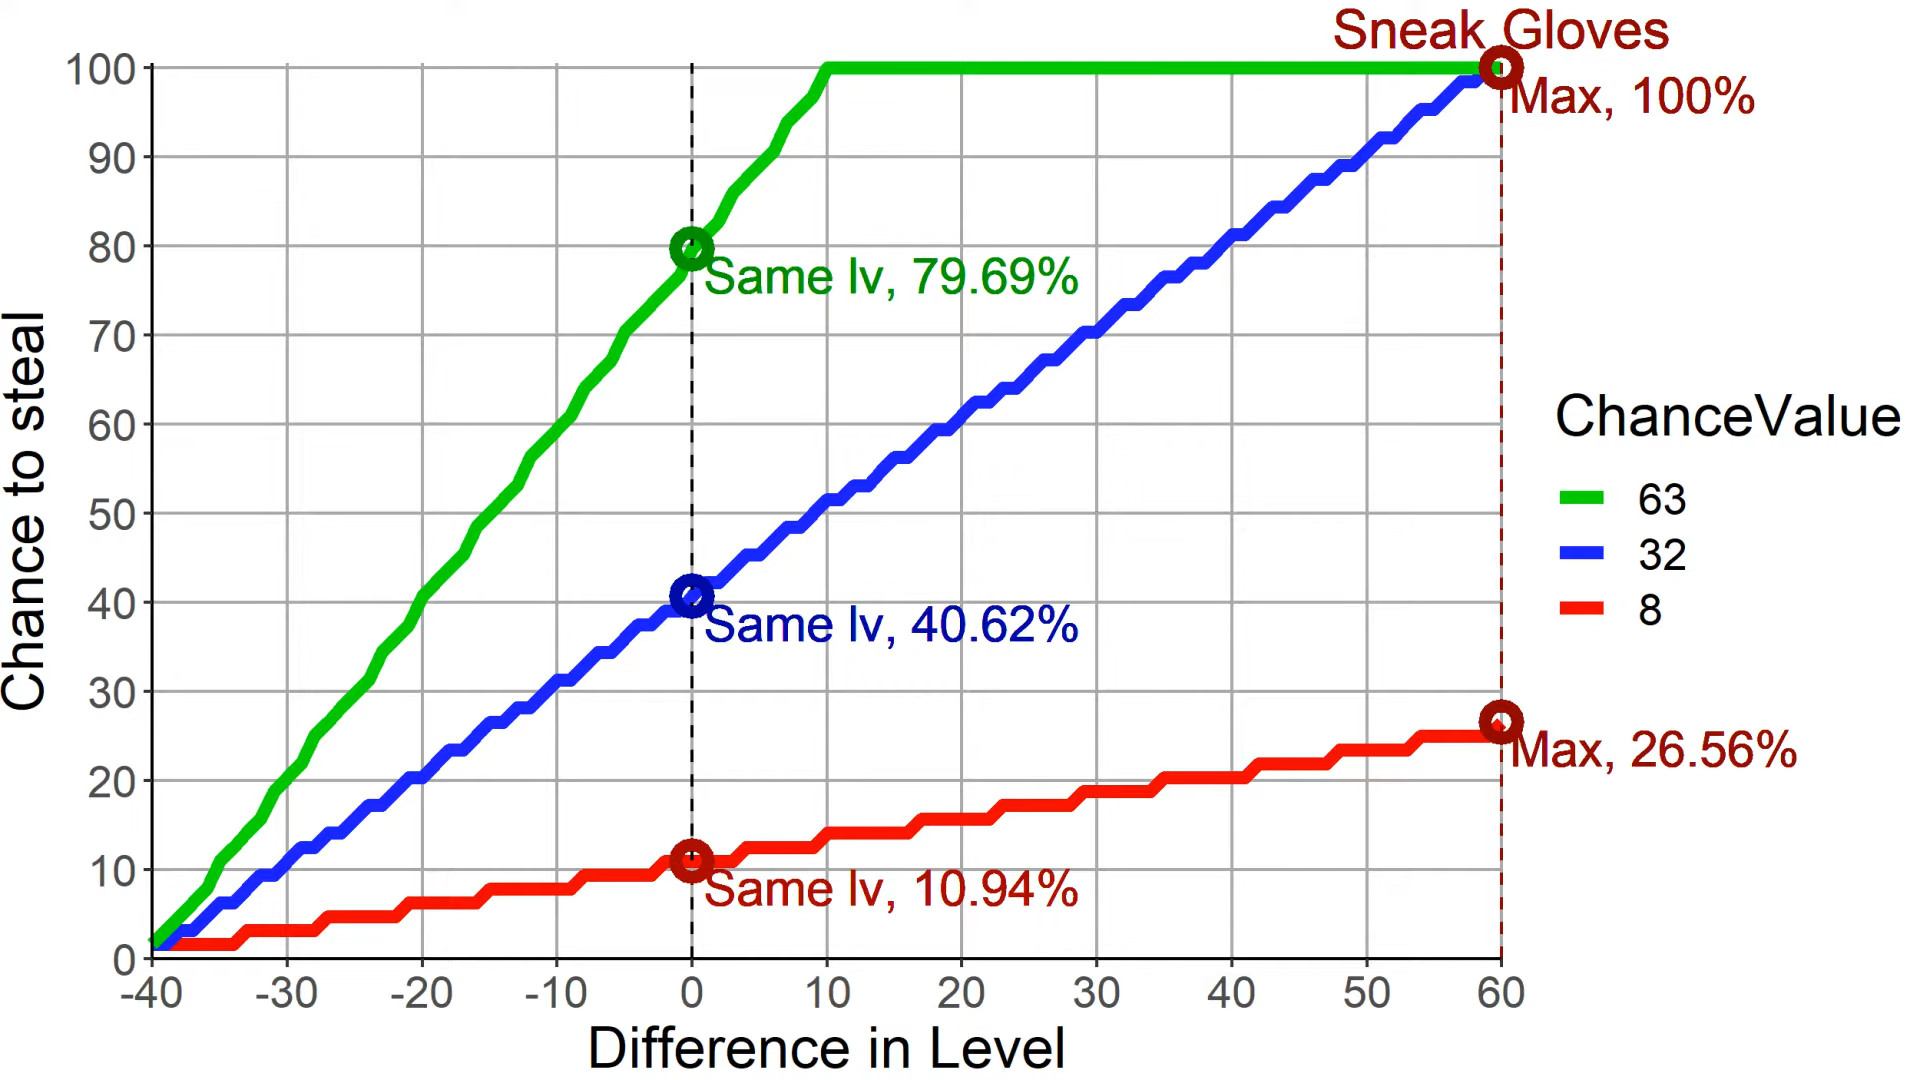 Sneak Gloves
Max, 100%
100
90
80
70
60
50
40
30
20
10
0
Chance to steal
Same lv, 79.69%
Same lv, 40.62%
Same lv, 10.94%
Max, 26.56%
ChanceValue
63
32
8
-40 -30 -20 -10 0 10 20 30 40 50 60
Difference in Level